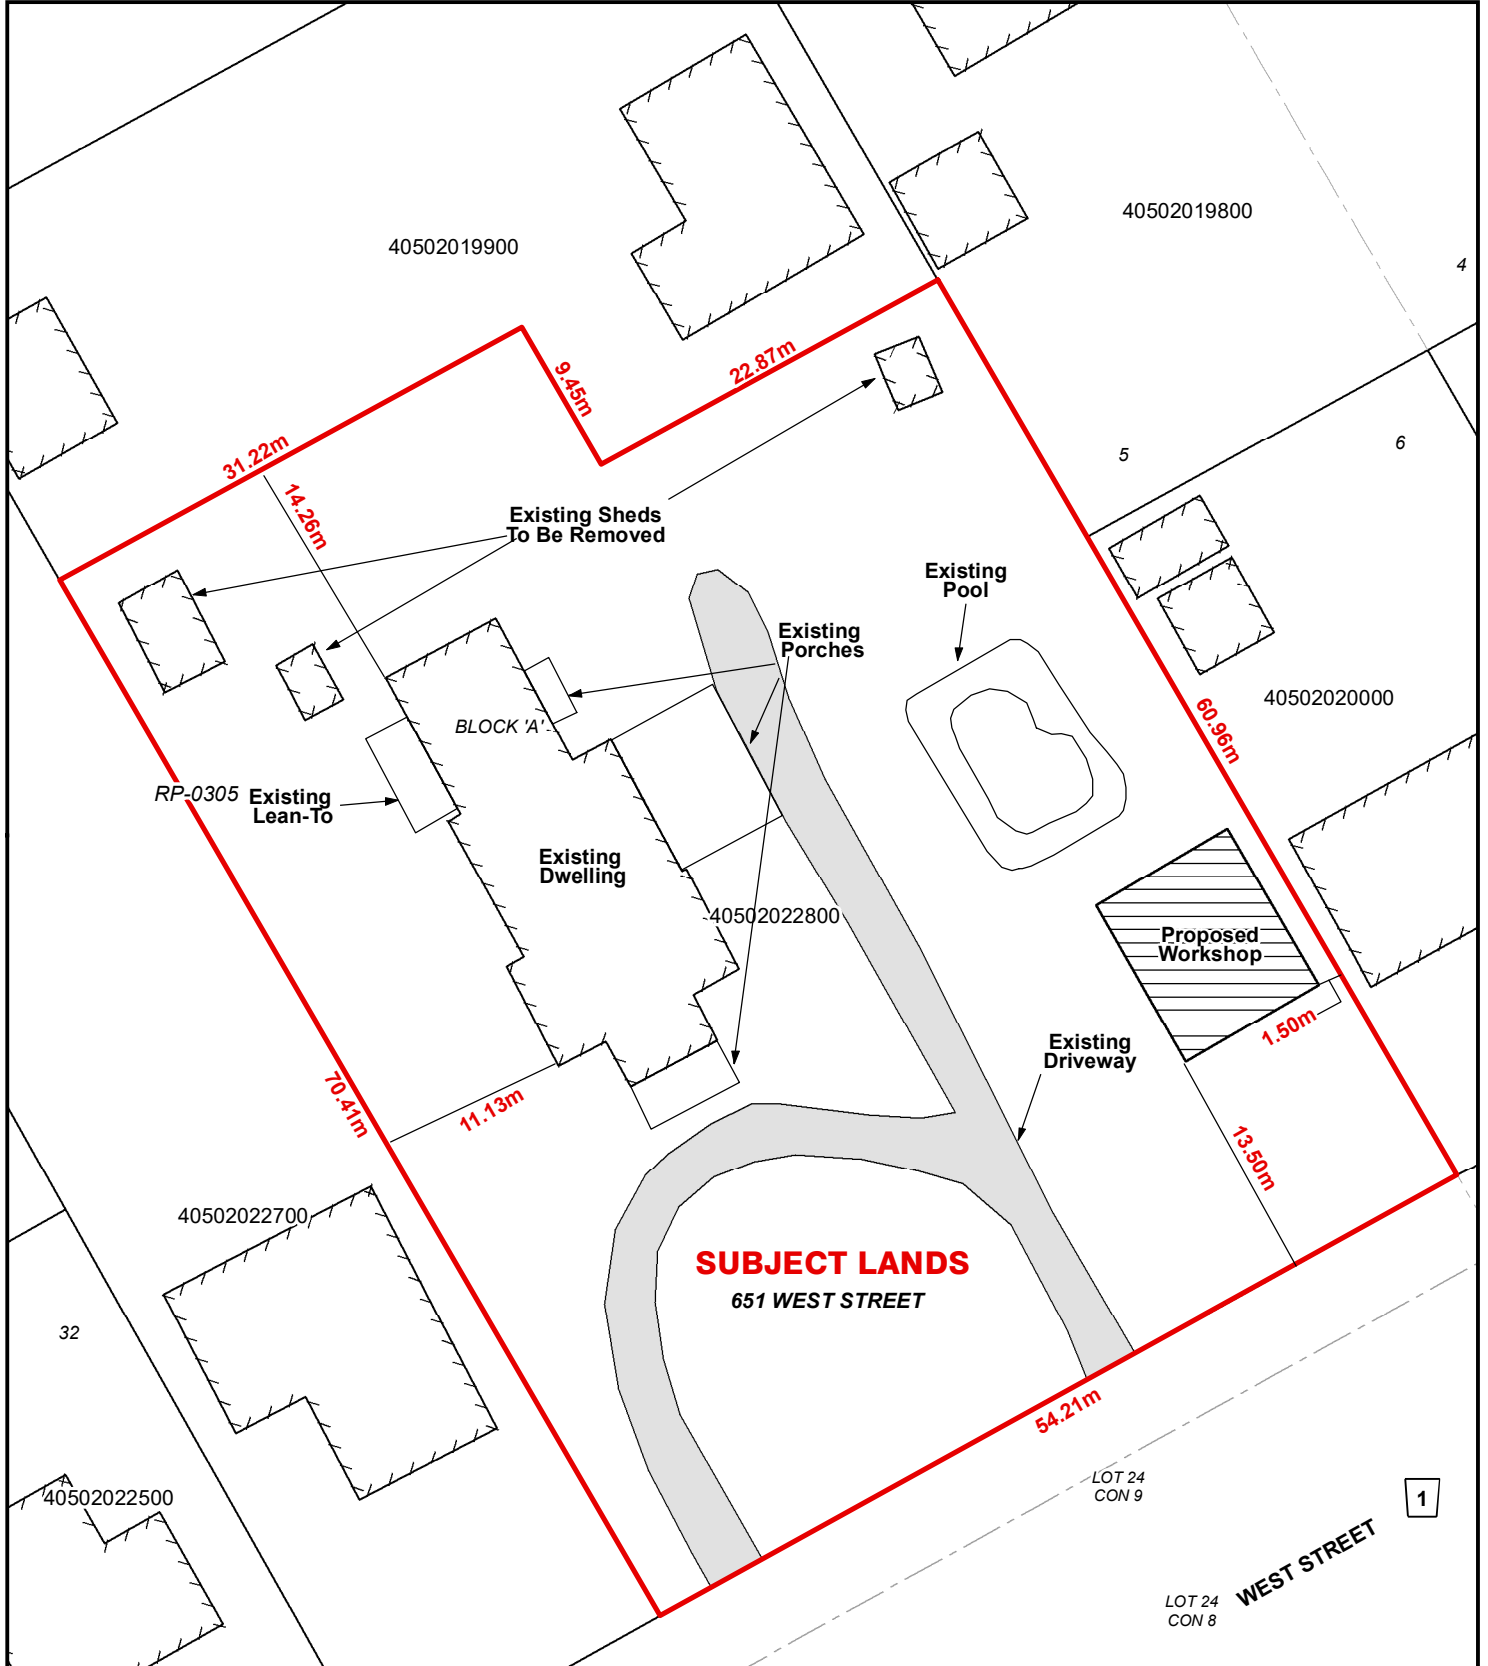 40502019900
40502019800
4
9.45m
22.87m
31.22m
14.26m
5
6
Existing Sheds
To Be Removed
Existing
Pool
Existing
Porches
BLOCK 'A'
40502020000
60.96m
RP-0305
Existing
Lean-To
Existing
Dwelling
40502022800
Proposed
Workshop
1.50m
Existing
Driveway
70.41m
11.13m
13.50m
40502022700
SUBJECT LANDS
651 WEST STREET
32
54.21m
LOT 24
CON 9
1
40502022500
WEST STREET
LOT 24
CON 8